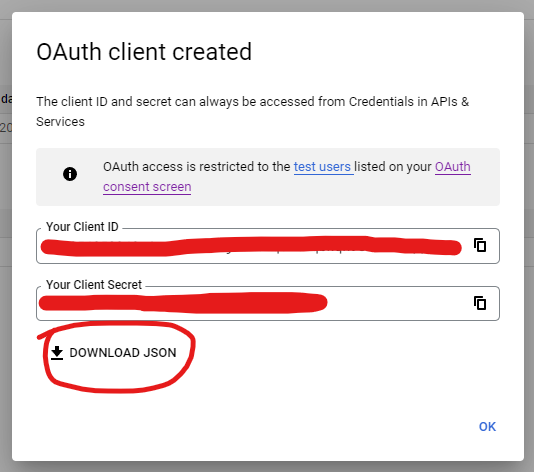 OAuth client created
da
The client ID and secret can always be accessed from Credentials in APIs &
Services
20
OAuth access is restricted to the test users listed on your OAuth
consent screen
Your Client ID
Your Client Secret
DOWNLOAD JSON
OK